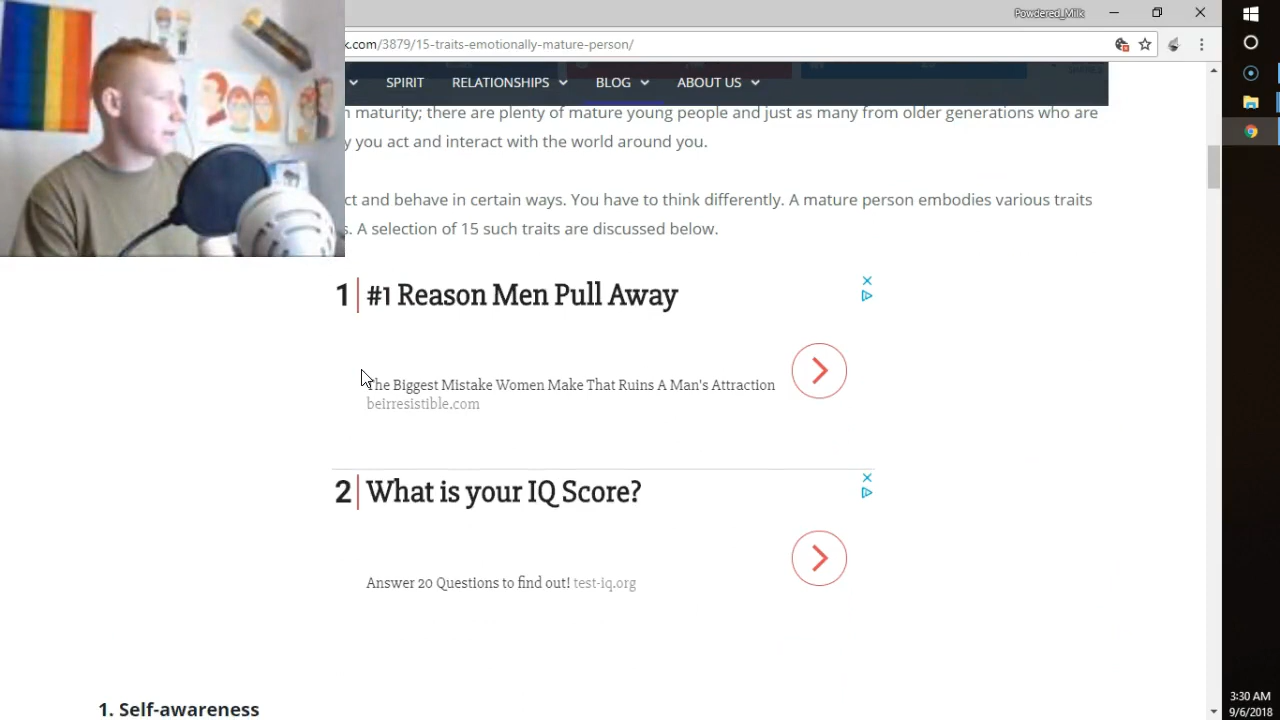 Powdered_Milk
k.com/3879/15-traits-emotionally-mature-person/
SPIRIT RELATIONSHIPS BLOG ABOUT US
maturity; there are plenty of mature young people and just as many from older generations who are
you act and interact with the world around you.
ct and behave in certain ways. You have to think differently. A mature person embodies various traits
s. A selection of 15 such traits are discussed below.
1 #1 Reason Men Pull Away
The Biggest Mistake Women Make That Ruins A Man's Attraction
beirresistible.com
2 What is your IQ Score?
Answer 20 Questions to find out! test-iq.org
1. Self-awareness
3:30 AM
9/6/2018